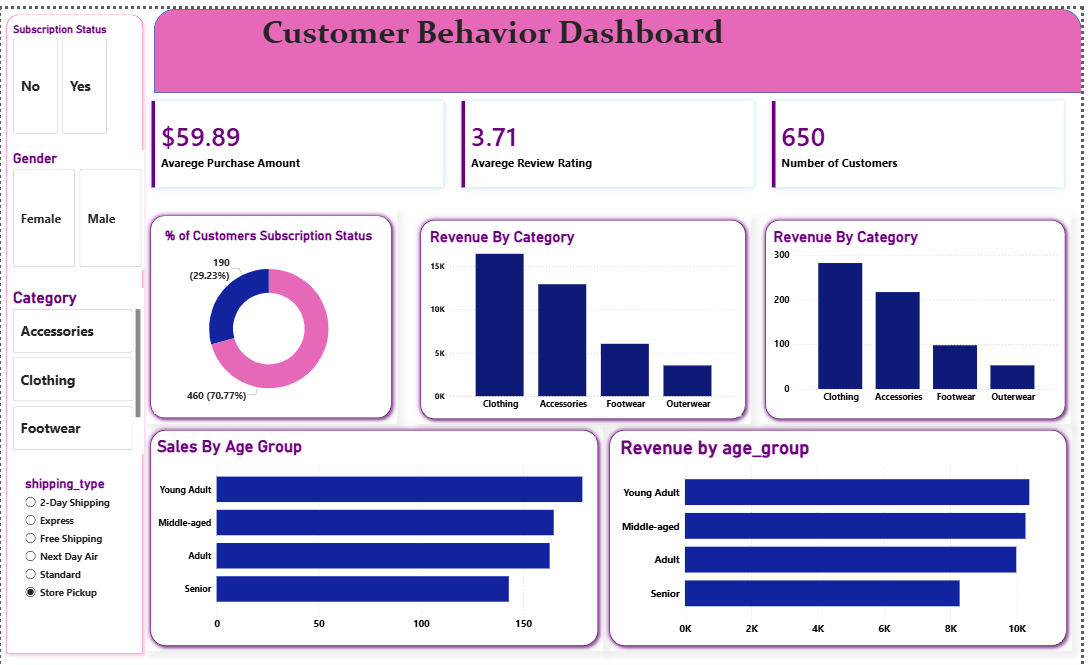 Customer Behavior Dashboard
Subscription Status
No
Yes
Gender
Female
Male
Category
Accessories
Clothing
Footwear
shipping_type
2-Day Shipping
Express
Free Shipping
Next Day Air
Standard
Store Pickup
$59.89
Avarege Purchase Amount
3.71
Avarege Review Rating
650
Number of Customers
% of Customers Subscription Status
190
(29.23%)
460 (70.77%)
Revenue By Category
15K
10K
5K
0K
Clothing Accessories Footwear Outerwear
Revenue By Category
300
200
100
0
Clothing Accessories Footwear Outerwear
Sales By Age Group
Young Adult
Middle-aged
Adult
Senior
0 50 100 150
Revenue by age_group
Young Adult
Middle-aged
Adult
Senior
0K 2K 4K 6K 8K 10K